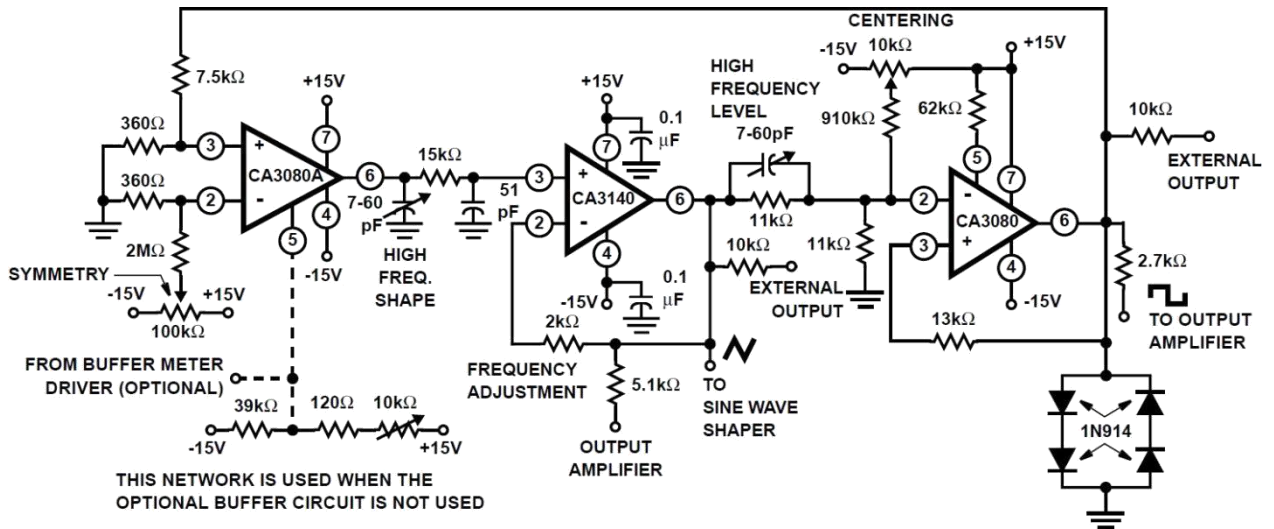 CENTERING
-15V
10kΩ
+15V
7.5kΩ
+15V
+15V
0.1
μF
HIGH
FREQUENCY
LEVEL
7-60pF
910kΩ
62kΩ
10kΩ
EXTERNAL
OUTPUT
360Ω
3
+
7
CA3080A
6
15kΩ
3
+
7
CA3140
6
5
7
360Ω
2
-
4
5
7-60
pF
51
pF
2
-
4
11kΩ
11kΩ
2
-
CA3080
6
3
+
4
2MΩ
-15V
HIGH
FREQ.
SHAPE
-15V
0.1
μF
10kΩ
EXTERNAL
OUTPUT
-15V
2.7kΩ
TO OUTPUT
AMPLIFIER
SYMMETRY
-15V
+15V
100kΩ
2kΩ
13kΩ
FROM BUFFER METER
DRIVER (OPTIONAL)
FREQUENCY
ADJUSTMENT
5.1kΩ
TO
SINE WAVE
SHAPER
39kΩ
120Ω
10kΩ
-15V
+15V
OUTPUT
AMPLIFIER
1N914
THIS NETWORK IS USED WHEN THE
OPTIONAL BUFFER CIRCUIT IS NOT USED